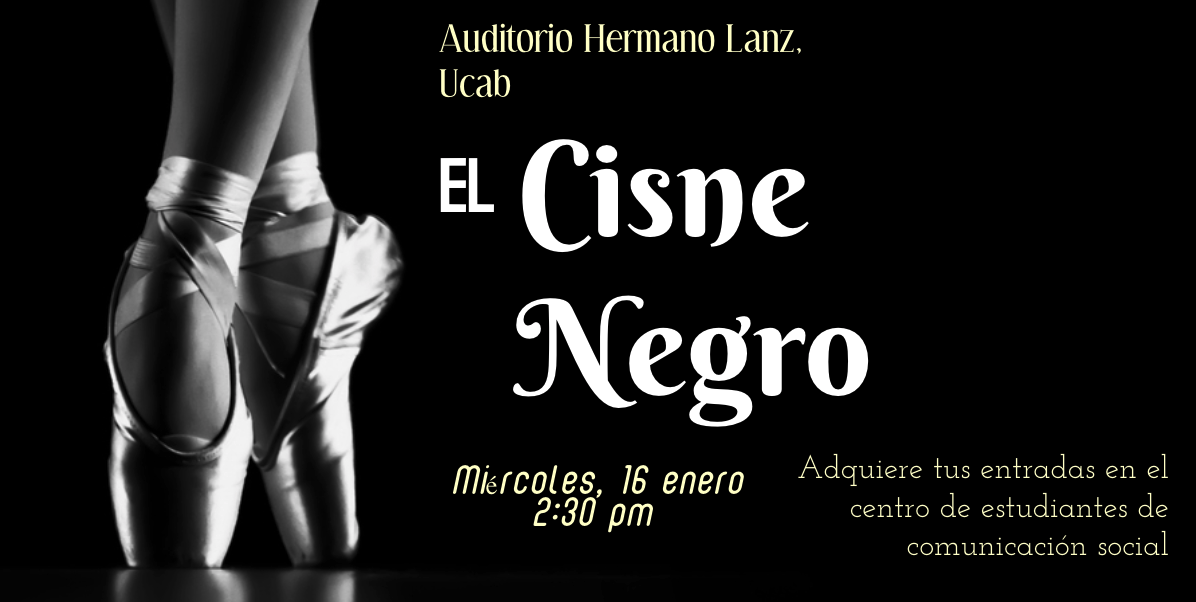 Auditorio Hermano Lanz,
Ucab
EL Cisne
Negro
Miércoles, 16 enero
2:30 pm
Adquiere tus entradas en el
centro de estudiantes de
comunicación social